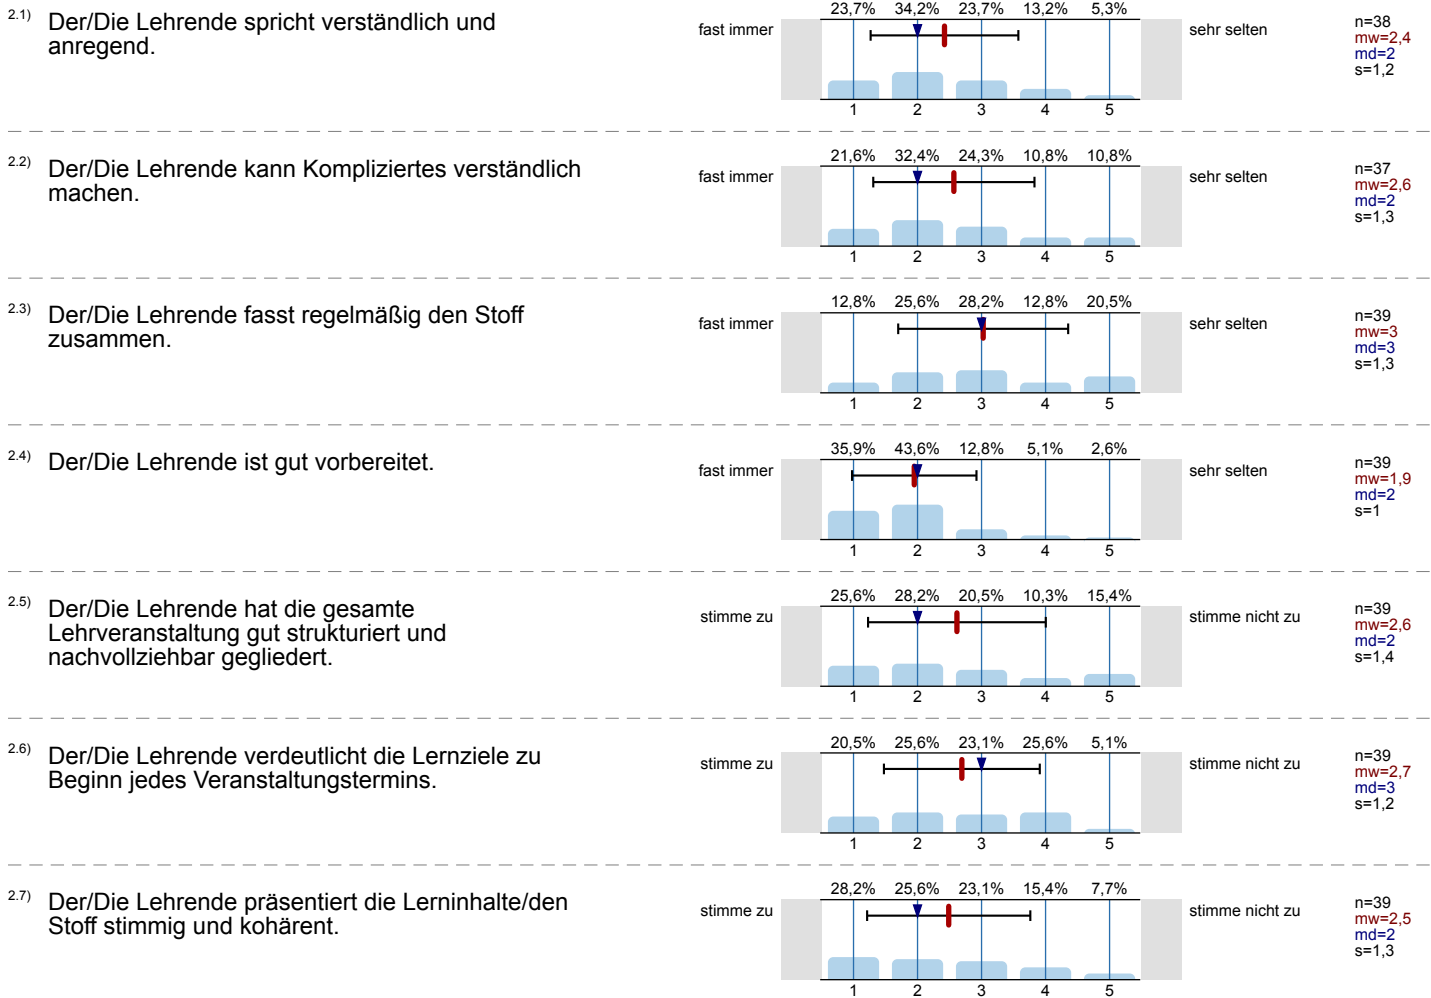 2.1) Der/Die Lehrende spricht verständlich und
anregend.
23,7% 34,2% 23,7% 13,2% 5,3%
fast immer
sehr selten
1 2 3 4 5
n=38
mw=2,4
md=2
s=1,2
2.2) Der/Die Lehrende kann Kompliziertes verständlich
machen.
21,6% 32,4% 24,3% 10,8% 10,8%
fast immer
sehr selten
1 2 3 4 5
n=37
mw=2,6
md=2
s=1,3
2.3) Der/Die Lehrende fasst regelmäßig den Stoff
zusammen.
12,8% 25,6% 28,2% 12,8% 20,5%
fast immer
sehr selten
1 2 3 4 5
n=39
mw=3
md=3
s=1,3
2.4) Der/Die Lehrende ist gut vorbereitet.
35,9% 43,6% 12,8% 5,1% 2,6%
fast immer
sehr selten
1 2 3 4 5
n=39
mw=1,9
md=2
s=1
2.5) Der/Die Lehrende hat die gesamte
Lehrveranstaltung gut strukturiert und
nachvollziehbar gegliedert.
25,6% 28,2% 20,5% 10,3% 15,4%
stimme zu
stimme nicht zu
1 2 3 4 5
n=39
mw=2,6
md=2
s=1,4
2.6) Der/Die Lehrende verdeutlicht die Lernziele zu
Beginn jedes Veranstaltungstermins.
20,5% 25,6% 23,1% 25,6% 5,1%
stimme zu
stimme nicht zu
1 2 3 4 5
n=39
mw=2,7
md=3
s=1,2
2.7) Der/Die Lehrende präsentiert die Lerninhalte/den
Stoff stimmig und kohärent.
28,2% 25,6% 23,1% 15,4% 7,7%
stimme zu
stimme nicht zu
1 2 3 4 5
n=39
mw=2,5
md=2
s=1,3